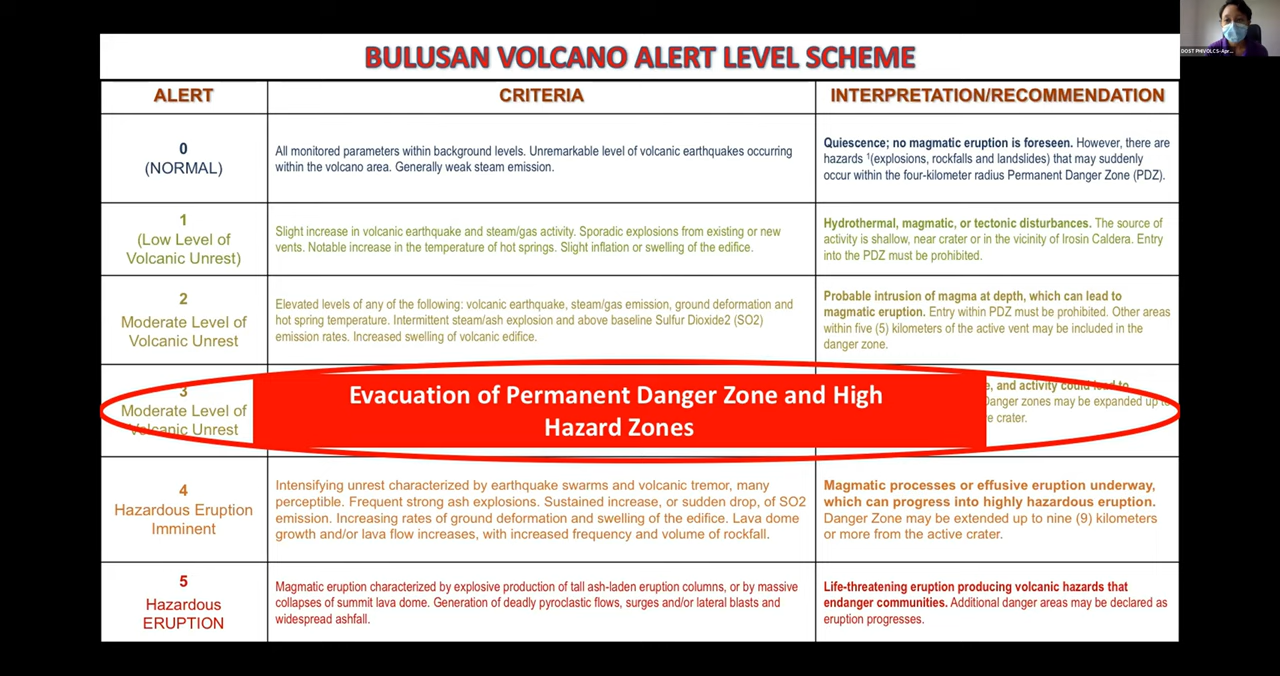 BULUSAN VOLCANO ALERT LEVEL SCHEME
DOST PHIVOLCS-Apr...
ALERT
CRITERIA
INTERPRETATION/RECOMMENDATION
0
(NORMAL)
All monitored parameters within background levels. Unremarkable level of volcanic earthquakes occurring
within the volcano area. Generally weak steam emission.
Quiescence; no magmatic eruption is foreseen. However, there are
hazards ¹(explosions, rockfalls and landslides) that may suddenly
occur within the four-kilometer radius Permanent Danger Zone (PDZ).
1
(Low Level of
Volcanic Unrest)
Slight increase in volcanic earthquake and steam/gas activity. Sporadic explosions from existing or new
vents. Notable increase in the temperature of hot springs. Slight inflation or swelling of the edifice.
Hydrothermal, magmatic, or tectonic disturbances. The source of
activity is shallow, near crater or in the vicinity of Irosin Caldera. Entry
into the PDZ must be prohibited.
2
Moderate Level of
Volcanic Unrest
Elevated levels of any of the following: volcanic earthquake, steam/gas emission, ground deformation and
hot spring temperature. Intermittent steam/ash explosion and above baseline Sulfur Dioxide2 (SO2)
emission rates. Increased swelling of volcanic edifice.
Probable intrusion of magma at depth, which can lead to
magmatic eruption. Entry within PDZ must be prohibited. Other areas
within five (5) kilometers of the active vent may be included in the
danger zone.
3
Moderate Level of
Volcanic Unrest
Evacuation of Permanent Danger Zone and High
Hazard Zones
and activity could lead to
Danger zones may be expanded up to
crater.
4
Hazardous Eruption
Imminent
Intensifying unrest characterized by earthquake swarms and volcanic tremor, many
perceptible. Frequent strong ash explosions. Sustained increase, or sudden drop, of SO2
emission. Increasing rates of ground deformation and swelling of the edifice. Lava dome
growth and/or lava flow increases, with increased frequency and volume of rockfall.
Magmatic processes or effusive eruption underway,
which can progress into highly hazardous eruption.
Danger Zone may be extended up to nine (9) kilometers
or more from the active crater.
5
Hazardous
ERUPTION
Magmatic eruption characterized by explosive production of tall ash-laden eruption columns, or by massive
collapses of summit lava dome. Generation of deadly pyroclastic flows, surges and/or lateral blasts and
widespread ashfall.
Life-threatening eruption producing volcanic hazards that
endanger communities. Additional danger areas may be declared as
eruption progresses.